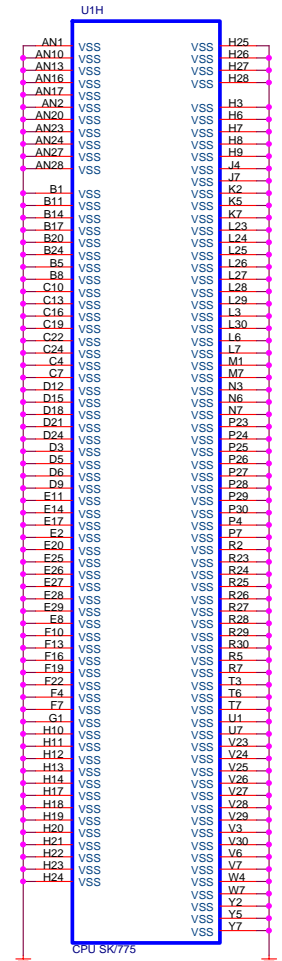 U1H
AN1 VSS VSS H25
AN10 VSS VSS H26
AN13 VSS VSS H27
AN16 VSS VSS H28
AN17 VSS
AN2 VSS VSS H3
AN20 VSS VSS H6
AN23 VSS VSS H7
AN24 VSS VSS H8
AN27 VSS VSS H9
AN28 VSS VSS J4
VSS J7
B1 VSS VSS K2
B11 VSS VSS K5
B14 VSS VSS K7
B17 VSS VSS L23
B20 VSS VSS L24
B24 VSS VSS L25
B5 VSS VSS L26
B8 VSS VSS L27
C10 VSS VSS L28
C13 VSS VSS L29
C16 VSS VSS L3
C19 VSS VSS L30
C22 VSS VSS L6
C24 VSS VSS L7
C4 VSS VSS M1
C7 VSS VSS M7
D12 VSS VSS N3
D15 VSS VSS N6
D18 VSS VSS N7
D21 VSS VSS P23
D24 VSS VSS P24
D3 VSS VSS P25
D5 VSS VSS P26
D6 VSS VSS P27
D9 VSS VSS P28
E11 VSS VSS P29
E14 VSS VSS P30
E17 VSS VSS P4
E2 VSS VSS P7
E20 VSS VSS R2
E25 VSS VSS R23
E26 VSS VSS R24
E27 VSS VSS R25
E28 VSS VSS R26
E29 VSS VSS R27
E8 VSS VSS R28
F10 VSS VSS R29
F13 VSS VSS R30
F16 VSS VSS R5
F19 VSS VSS R7
F22 VSS VSS T3
F4 VSS VSS T6
F7 VSS VSS T7
G1 VSS VSS U1
H10 VSS VSS U7
H11 VSS VSS V23
H12 VSS VSS V24
H13 VSS VSS V25
H14 VSS VSS V26
H17 VSS VSS V27
H18 VSS VSS V28
H19 VSS VSS V29
H20 VSS VSS V3
H21 VSS VSS V30
H22 VSS VSS V6
H23 VSS VSS V7
H24 VSS VSS W4
VSS W7
VSS Y2
VSS Y5
VSS Y7
CPU SK/775